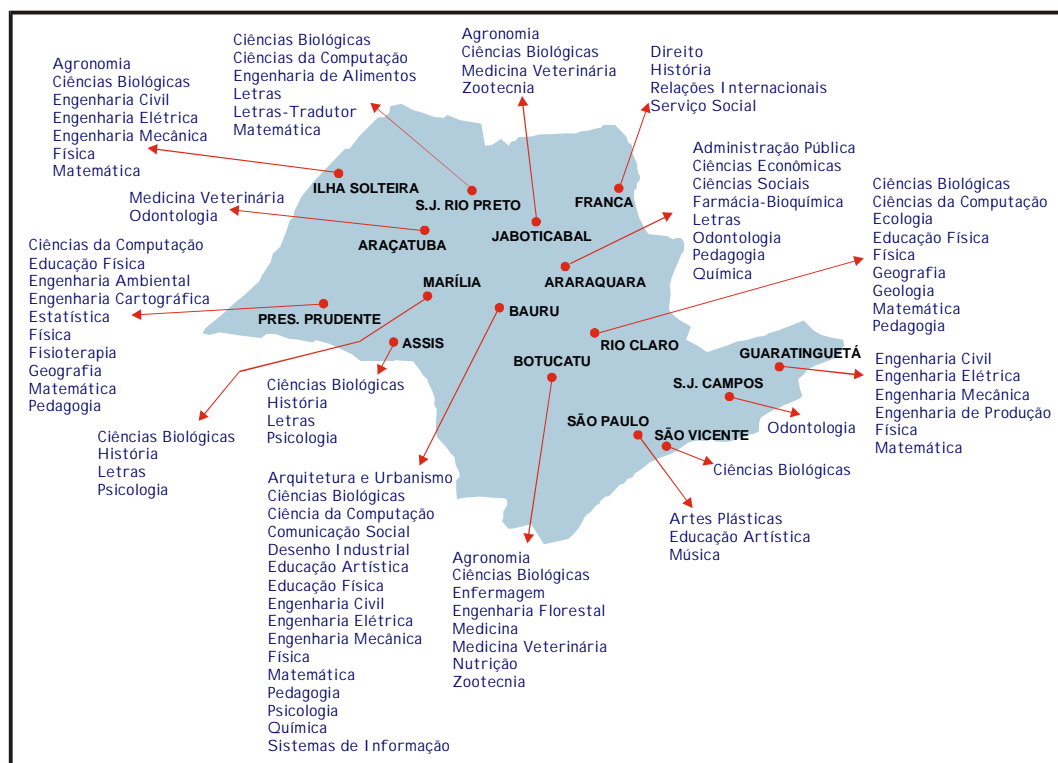 Agronomia
Ciências Biológicas
Engenharia Civil
Engenharia Elétrica
Engenharia Mecânica
Física
Matemática
ILHA SOLTEIRA
Ciências Biológicas
Ciências da Computação
Engenharia de Alimentos
Letras
Letras-Tradutor
Matemática
S.J. RIO PRETO
Agronomia
Ciências Biológicas
Medicina Veterinária
Zootecnia
JABOTICABAL
Direito
História
Relações Internacionais
Serviço Social
FRANCA
Administração Pública
Ciências Econômicas
Ciências Sociais
Farmácia-Bioquímica
Letras
Odontologia
Pedagogia
Química
ARARAQUARA
Ciências Biológicas
Ciências da Computação
Ecologia
Educação Física
Física
Geografia
Geologia
Matemática
Pedagogia
RIO CLARO
Medicina Veterinária
Odontologia
ARAÇATUBA
Ciências da Computação
Educação Física
Engenharia Ambiental
Engenharia Cartográfica
Estatística
Física
Fisioterapia
Geografia
Matemática
Pedagogia
PRES. PRUDENTE
MARÍLIA
Ciências Biológicas
História
Letras
Psicologia
ASSIS
Ciências Biológicas
História
Letras
Psicologia
BAURU
Arquitetura e Urbanismo
Ciências Biológicas
Ciência da Computação
Comunicação Social
Desenho Industrial
Educação Artística
Educação Física
Engenharia Civil
Engenharia Elétrica
Engenharia Mecânica
Física
Matemática
Pedagogia
Psicologia
Química
Sistemas de Informação
BOTUCATU
Agronomia
Ciências Biológicas
Enfermagem
Engenharia Florestal
Medicina
Medicina Veterinária
Nutrição
Zootecnia
GUARATINGUETÁ
Engenharia Civil
Engenharia Elétrica
Engenharia Mecânica
Engenharia de Produção
Física
Matemática
S.J. CAMPOS
Odontologia
SÃO PAULO
Artes Plásticas
Educação Artística
Música
SÃO VICENTE
Ciências Biológicas